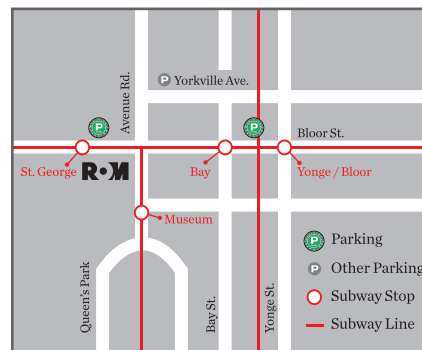 P Yorkville Ave.
Avenue Rd.
P
P
Bloor St.
St. George
ROM
Bay
Yonge / Bloor
Museum
Queen's Park
Bay St.
Yonge St.
P Parking
P Other Parking
Subway Stop
Subway Line